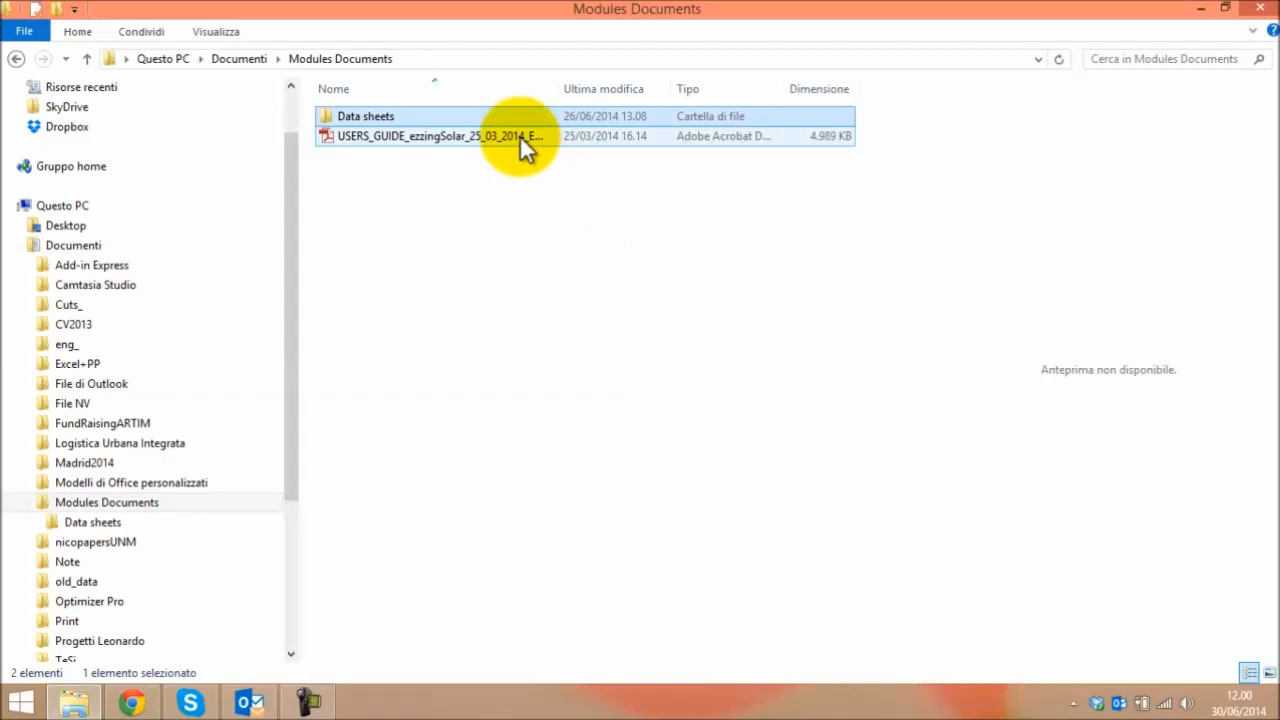 Modules Documents
File Home Condividi Visualizza
Questo PC Documenti Modules Documents Cerca in Modules Documents
Nome Ultima modifica Tipo Dimensione
Data sheets 26/06/2014 13.08 Cartella di file
USERS_GUIDE_ezzingSolar_25_03_2014_E... 25/03/2014 16.14 Adobe Acrobat D... 4.989 KB
Risorse recenti
SkyDrive
Dropbox
Gruppo home
Questo PC
Desktop
Documenti
Add-in Express
Camtasia Studio
Cuts_
CV2013
eng_
Excel+PP
Anteprima non disponibile.
File di Outlook
File NV
FundRaisingARTIM
Logistica Urbana Integrata
Madrid2014
Modelli di Office personalizzati
Modules Documents
Data sheets
nicopapersUNM
Note
old_data
Optimizer Pro
Print
Progetti Leonardo
TeSi
2 elementi 1 elemento selezionato
12.00
30/06/2014